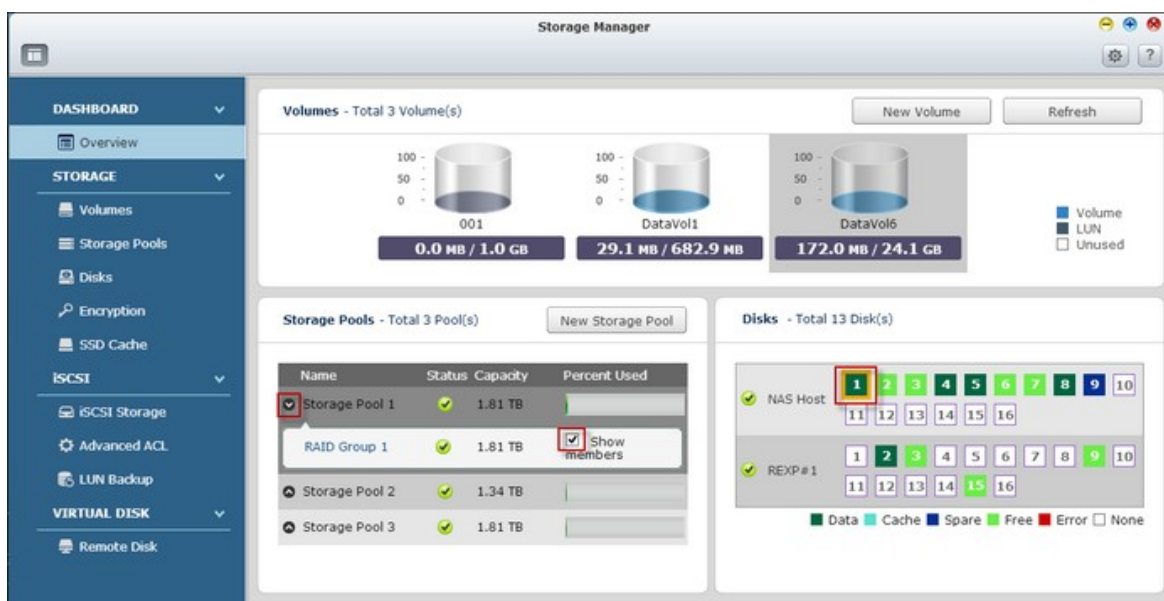 Storage Manager
?
DASHBOARD
Overview
STORAGE
Volumes
Storage Pools
Disks
Encryption
SSD Cache
iSCSI
iSCSI Storage
Advanced ACL
LUN Backup
VIRTUAL DISK
Remote Disk
Volumes - Total 3 Volume(s)
New Volume
Refresh
100
50
0
001
0.0 MB / 1.0 GB
100
50
0
DataVol1
29.1 MB / 682.9 MB
100
50
0
DataVol6
172.0 MB / 24.1 GB
Volume
LUN
Unused
Storage Pools - Total 3 Pool(s)
New Storage Pool
Name Status Capacity Percent Used
Storage Pool 1 1.81 TB
RAID Group 1 1.81 TB Show
members
Storage Pool 2 1.34 TB
Storage Pool 3 1.81 TB
Disks - Total 13 Disk(s)
NAS Host
1 2 3 4 5 6 7 8 9 10
11 12 13 14 15 16
REXP#1
1 2 3 4 5 6 7 8 9 10
11 12 13 14 15 16
Data Cache Spare Free Error None